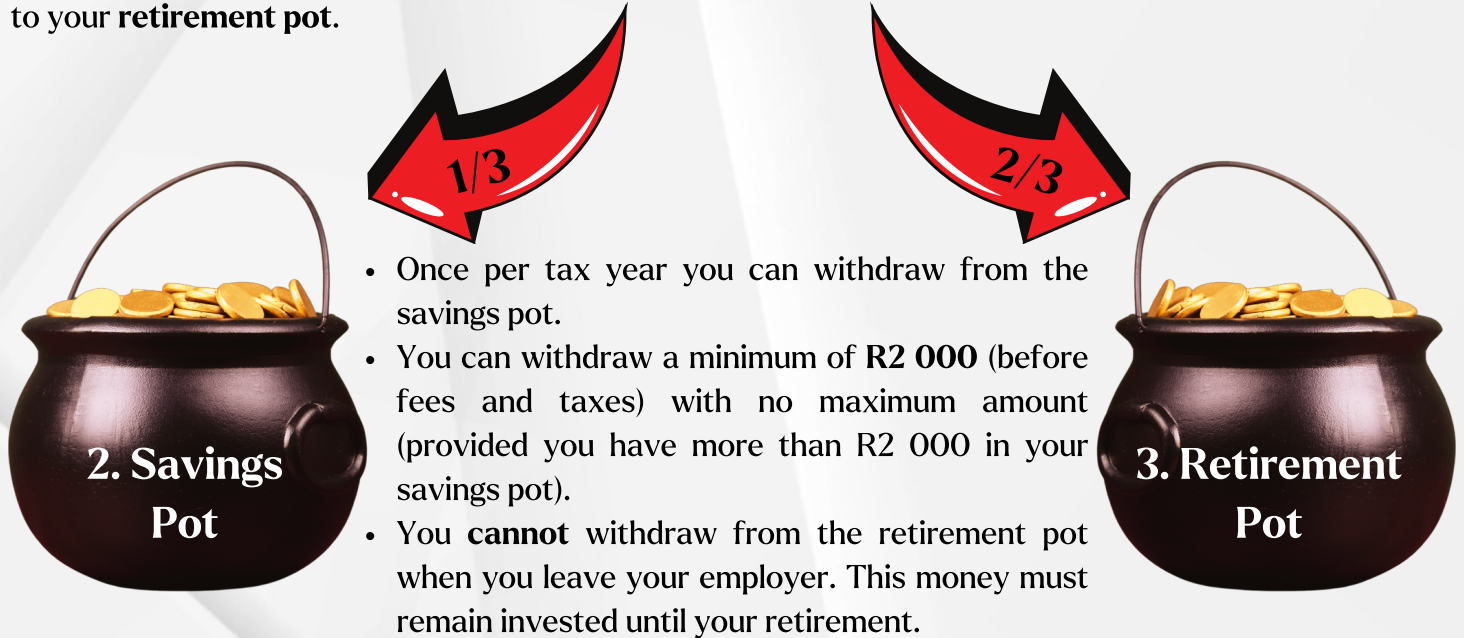 to your retirement pot.
1/3
2/3
• Once per tax year you can withdraw from the
savings pot.
• You can withdraw a minimum of R2 000 (before
fees and taxes) with no maximum amount
(provided you have more than R2 000 in your
savings pot).
• You cannot withdraw from the retirement pot
when you leave your employer. This money must
remain invested until your retirement.
2. Savings
Pot
3. Retirement
Pot